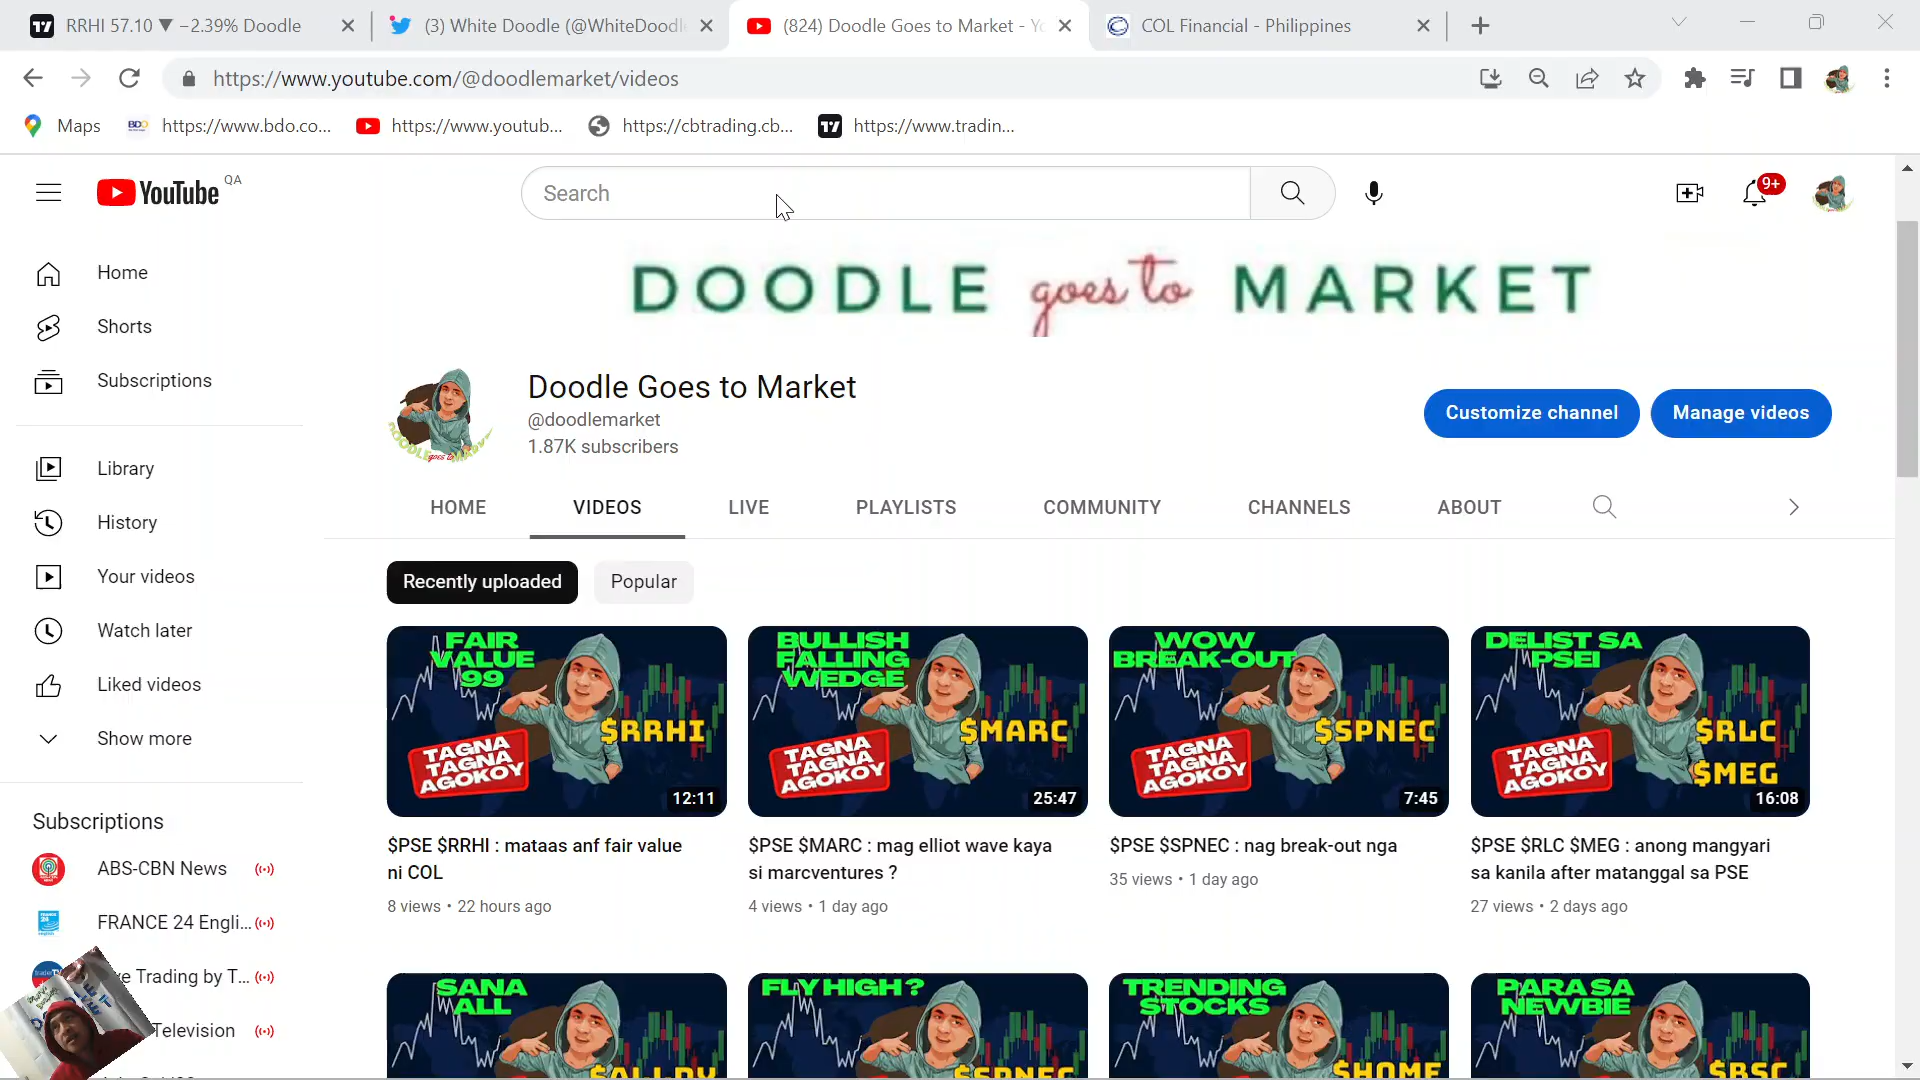 RRHI 57.10 ▼ −2.39% Doodle
(3) White Doodle (@WhiteDoodle
(824) Doodle Goes to Market - Yo
COL Financial - Philippines
https://www.youtube.com/@doodlemarket/videos
Maps
BDO
https://www.bdo.co...
https://www.youtub...
https://cbtrading.cb...
https://www.tradin...
YouTube QA
Search
9+
DOODLE goes to MARKET
Home
Shorts
Subscriptions
Doodle Goes to Market
@doodlemarket
1.87K subscribers
Customize channel
Manage videos
Library
History
Your videos
Watch later
Liked videos
Show more
HOME
VIDEOS
LIVE
PLAYLISTS
COMMUNITY
CHANNELS
ABOUT
Recently uploaded
Popular
FAIR
VALUE
99
$RRHI
TAGNA
TAGNA
AGOKOY
12:11
BULLISH
FALLING
WEDGE
$MARC
TAGNA
TAGNA
AGOKOY
25:47
WOW
BREAK-OUT
$SPNEC
TAGNA
TAGNA
AGOKOY
7:45
DELIST SA
PSEI
$RLC
$MEG
TAGNA
TAGNA
AGOKOY
16:08
$PSE $RRHI : mataas anf fair value
ni COL
8 views • 22 hours ago
$PSE $MARC : mag elliot wave kaya
si marcventures ?
4 views • 1 day ago
$PSE $SPNEC : nag break-out nga
35 views • 1 day ago
$PSE $RLC $MEG : anong mangyari
sa kanila after matanggal sa PSE
27 views • 2 days ago
Subscriptions
ABS-CBN News
FRANCE 24 Engli...
e Trading by T...
Television
SANA
ALL
$ALLDY
FLY HIGH ?
$SPNEC
TRENDING
STOCKS
$HOME
PARA SA
NEWBIE
$BSC